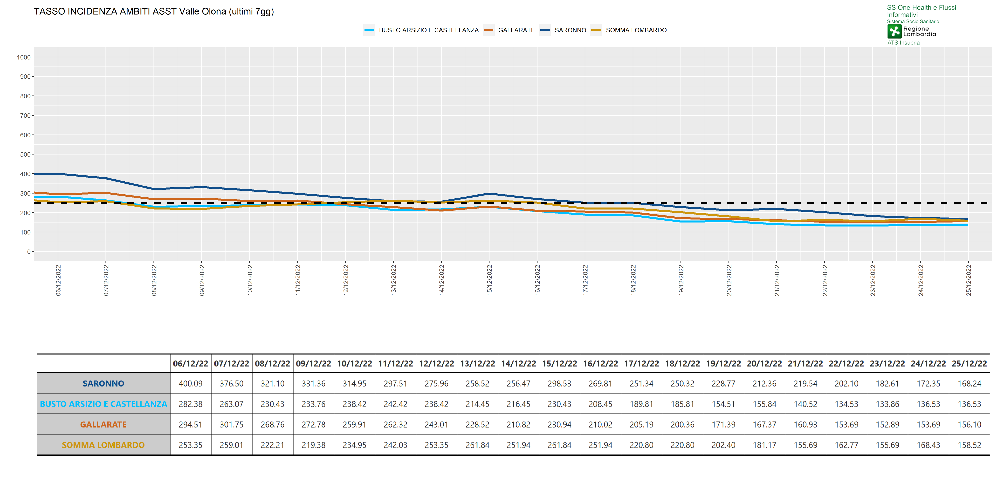 TASSO INCIDENZA AMBITI ASST Valle Olona (ultimi 7gg)
SS One Health e Flussi
Informativi
Sistema Socio Sanitario
Regione
Lombardia
ATS Insubria
BUSTO ARSIZIO E CASTELLANZA GALLARATE SARONNO SOMMA LOMBARDO
1000
900
800
700
600
500
400
300
200
100
0
06/12/2022 07/12/2022 08/12/2022 09/12/2022 10/12/2022 11/12/2022 12/12/2022 13/12/2022 14/12/2022 15/12/2022 16/12/2022 17/12/2022 18/12/2022 19/12/2022 20/12/2022 21/12/2022 22/12/2022 23/12/2022 24/12/2022 25/12/2022
06/12/22 07/12/22 08/12/22 09/12/22 10/12/22 11/12/22 12/12/22 13/12/22 14/12/22 15/12/22 16/12/22 17/12/22 18/12/22 19/12/22 20/12/22 21/12/22 22/12/22 23/12/22 24/12/22 25/12/22
SARONNO 400.09 376.50 321.10 331.36 314.95 297.51 275.96 258.52 256.47 298.53 269.81 251.34 250.32 228.77 212.36 219.54 202.10 182.61 172.35 168.24
BUSTO ARSIZIO E CASTELLANZA 282.38 263.07 230.43 233.76 238.42 242.42 238.42 214.45 216.45 230.43 208.45 189.81 185.81 154.51 155.84 140.52 134.53 133.86 136.53 136.53
GALLARATE 294.51 301.75 268.76 272.78 259.91 262.32 243.01 228.52 210.82 230.94 210.02 205.19 200.36 171.39 167.37 160.93 153.69 152.89 153.69 156.10
SOMMA LOMBARDO 253.35 259.01 222.21 219.38 234.95 242.03 253.35 261.84 251.94 261.84 251.94 220.80 220.80 202.40 181.17 155.69 162.77 155.69 168.43 158.52